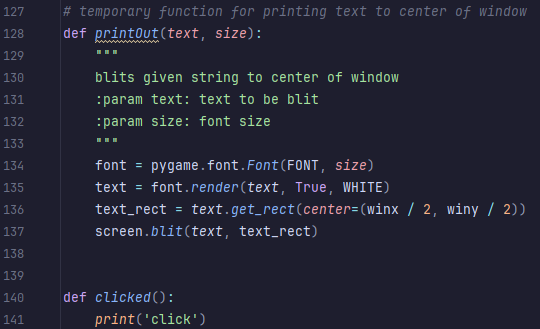 127 # temporary function for printing text to center of window
128 def printOut(text, size):
129 """
130 blits given string to center of window
131 :param text: text to be blit
132 :param size: font size
133 """
134 font = pygame.font.Font(FONT, size)
135 text = font.render(text, True, WHITE)
136 text_rect = text.get_rect(center=(winx / 2, winy / 2))
137 screen.blit(text, text_rect)
138
139
140 def clicked():
141 print('click')